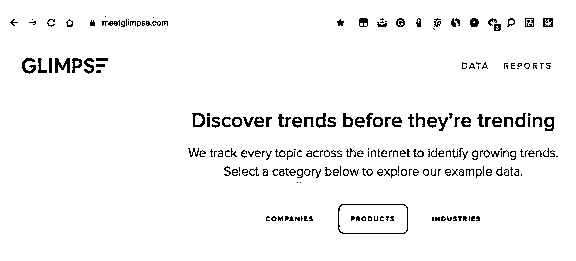 meetglimpse.com
GLIMPSE
DATA REPORTS
Discover trends before they're trending
We track every topic across the internet to identify growing trends.
Select a category below to explore our example data.
COMPANIES PRODUCTS INDUSTRIES